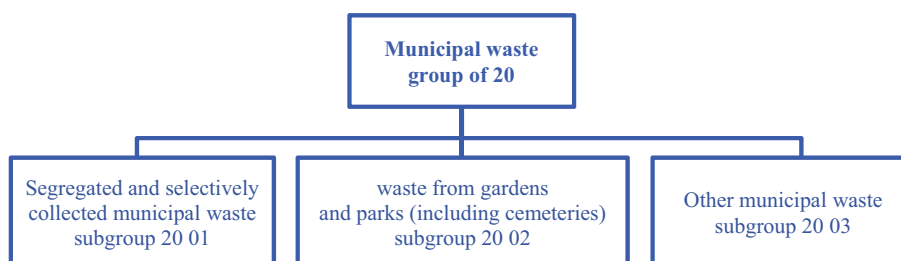 Municipal waste
group of 20
Segregated and selectively
collected municipal waste
subgroup 20 01
waste from gardens
and parks (including cemeteries)
subgroup 20 02
Other municipal waste
subgroup 20 03